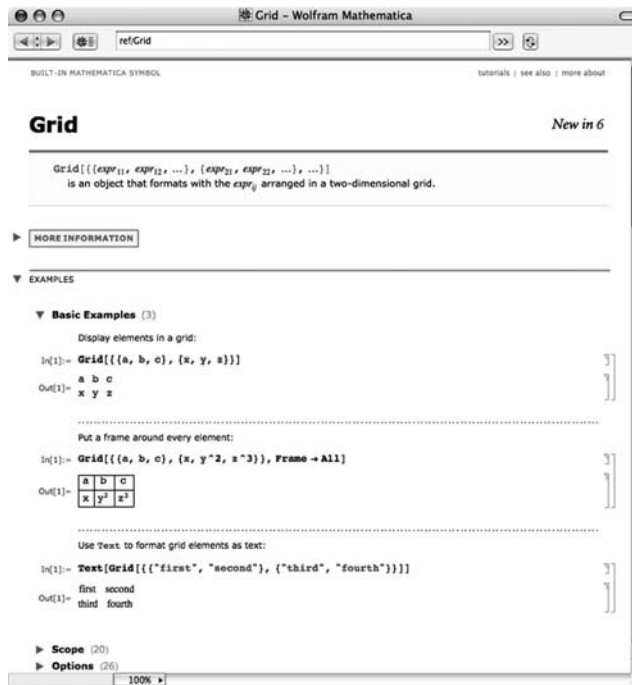 Grid – Wolfram Mathematica
ref/Grid
>>
BUILT-IN MATHEMATICA SYMBOL
tutorials | see also | more about
Grid
New in 6
Grid[{{expr₁₁, expr₁₂, ...}, {expr₂₁, expr₂₂, ...}, ...}]
is an object that formats with the exprᵢⱼ arranged in a two-dimensional grid.
MORE INFORMATION
EXAMPLES
Basic Examples (3)
Display elements in a grid:
In[1]:= Grid[{{a, b, c}, {x, y, z}}]
Out[1]=
a b c
x y z
Put a frame around every element:
In[1]:= Grid[{{a, b, c}, {x, y^2, z^3}}, Frame → All]
Out[1]=
a b c
x y² z³
Use Text to format grid elements as text:
In[1]:= Text[Grid[{{"first", "second"}, {"third", "fourth"}}]]
Out[1]=
first second
third fourth
Scope (20)
Options (26)
100%